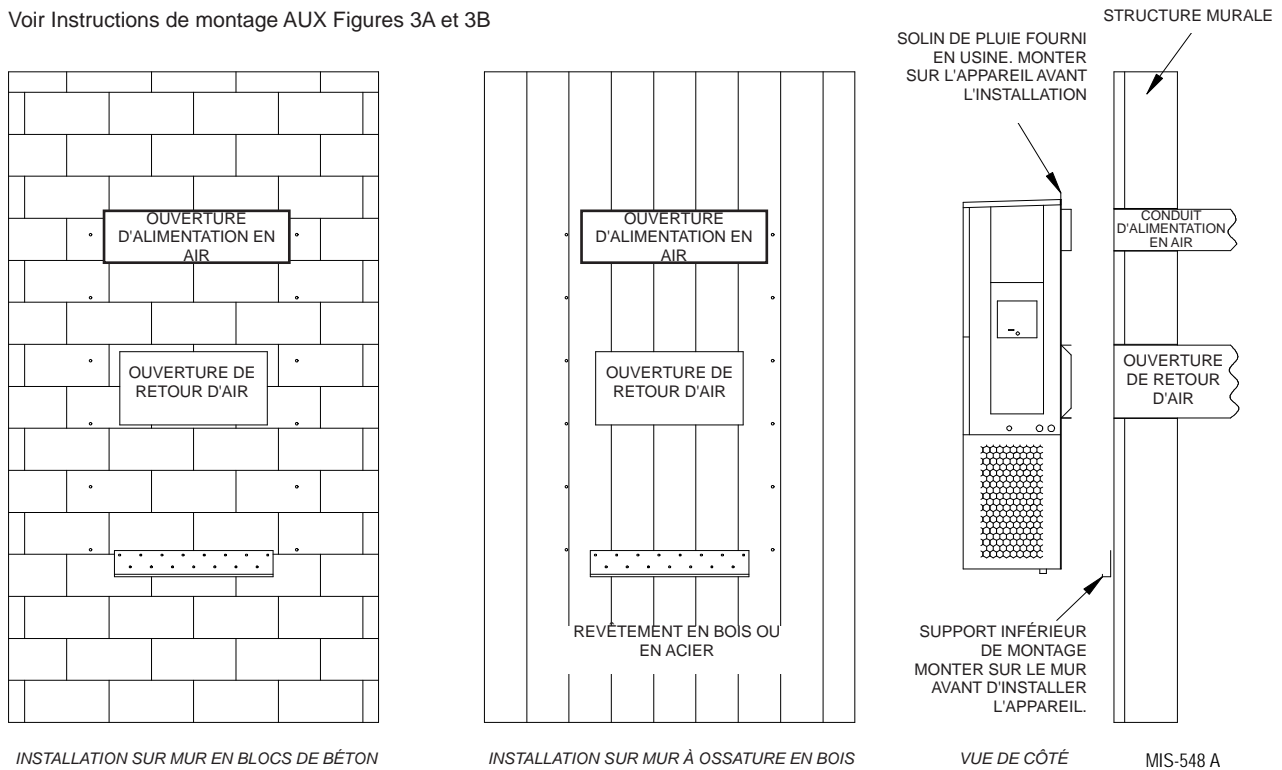 Voir Instructions de montage AUX Figures 3A et 3B
OUVERTURE
D'ALIMENTATION EN
AIR
OUVERTURE DE
RETOUR D'AIR
INSTALLATION SUR MUR EN BLOCS DE BÉTON
OUVERTURE
D'ALIMENTATION EN
AIR
OUVERTURE DE
RETOUR D'AIR
REVÊTEMENT EN BOIS OU
EN ACIER
INSTALLATION SUR MUR À OSSATURE EN BOIS
STRUCTURE MURALE
SOLIN DE PLUIE FOURNI
EN USINE. MONTER
SUR L'APPAREIL AVANT
L'INSTALLATION
CONDUIT
D'ALIMENTATION
EN AIR
OUVERTURE
DE RETOUR
D'AIR
SUPPORT INFÉRIEUR
DE MONTAGE
MONTER SUR LE MUR
AVANT D'INSTALLER
L'APPAREIL.
VUE DE CÔTÉ
MIS-548 A